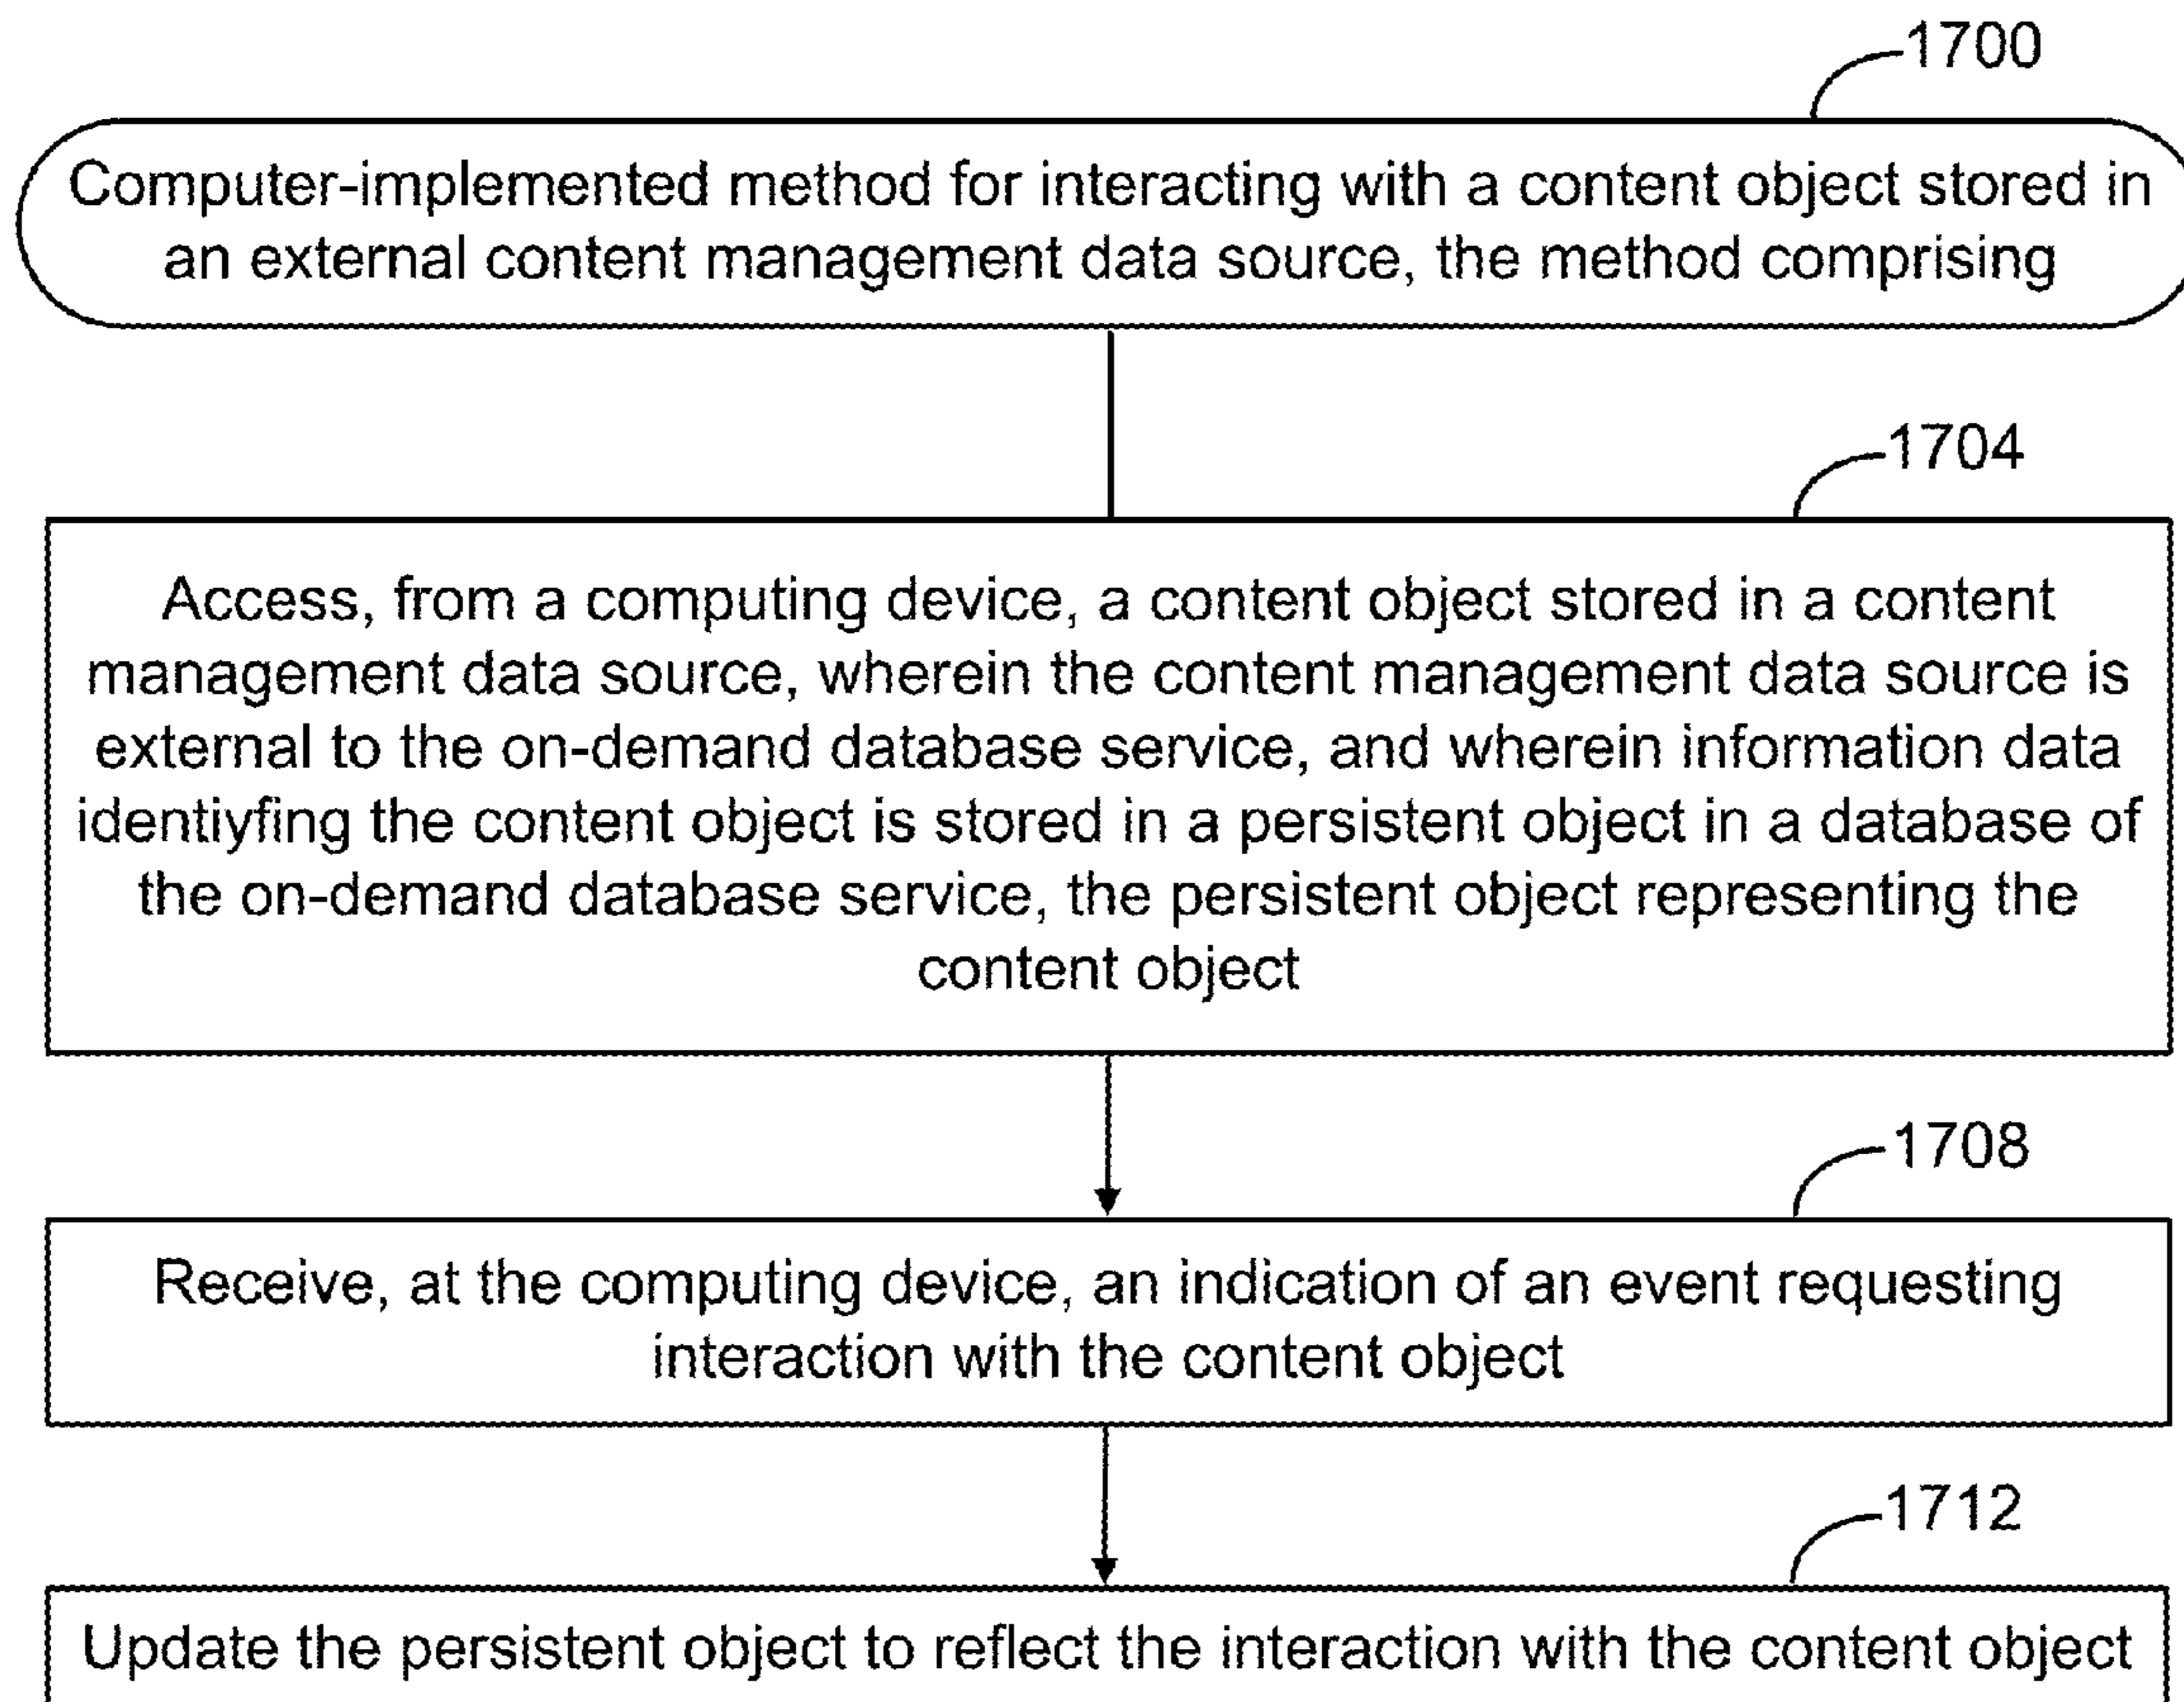 1700
Computer-implemented method for interacting with a content object stored in
an external content management data source, the method comprising
1704
Access, from a computing device, a content object stored in a content
management data source, wherein the content management data source is
external to the on-demand database service, and wherein information data
identiyfing the content object is stored in a persistent object in a database of
the on-demand database service, the persistent object representing the
content object
1708
Receive, at the computing device, an indication of an event requesting
interaction with the content object
1712
Update the persistent object to reflect the interaction with the content object